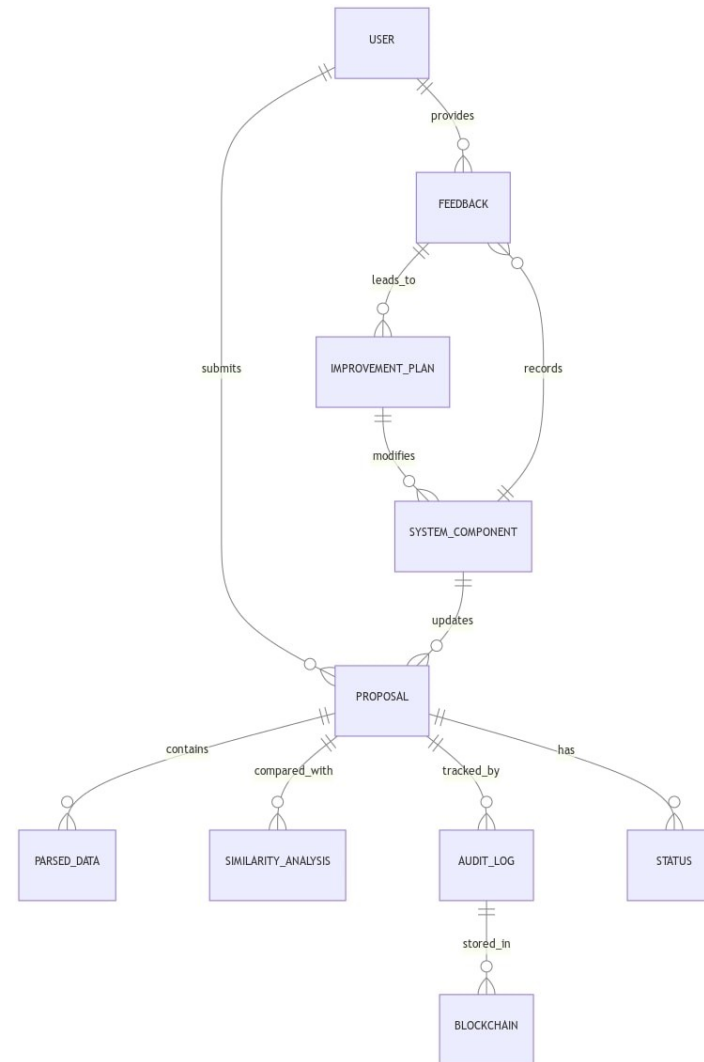 USER
provides
FEEDBACK
leads_to
submits
IMPROVEMENT_PLAN
records
modifies
SYSTEM_COMPONENT
updates
PROPOSAL
contains
compared_with
tracked_by
has
PARSED_DATA
SIMILARITY_ANALYSIS
AUDIT_LOG
STATUS
stored_in
BLOCKCHAIN